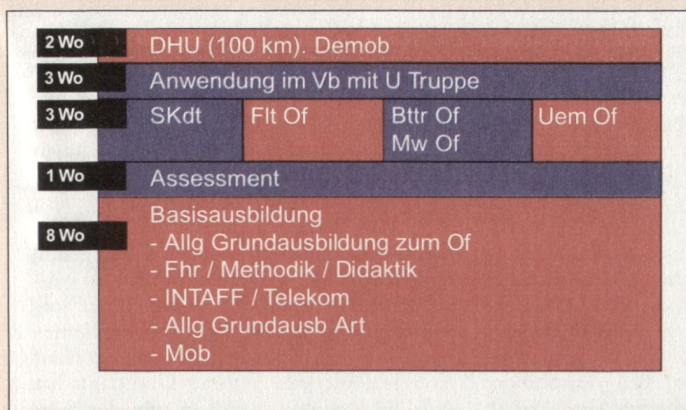 2 Wo DHU (100 km). Demob
3 Wo Anwendung im Vb mit U Truppe
3 Wo SKdt Flt Of Bttr Of Uem Of
Mw Of
1 Wo Assessment
8 Wo Basisausbildung
- Allg Grundausbildung zum Of
- Fhr / Methodik / Didaktik
- INTAFF / Telekom
- Allg Grundausb Art
- Mob